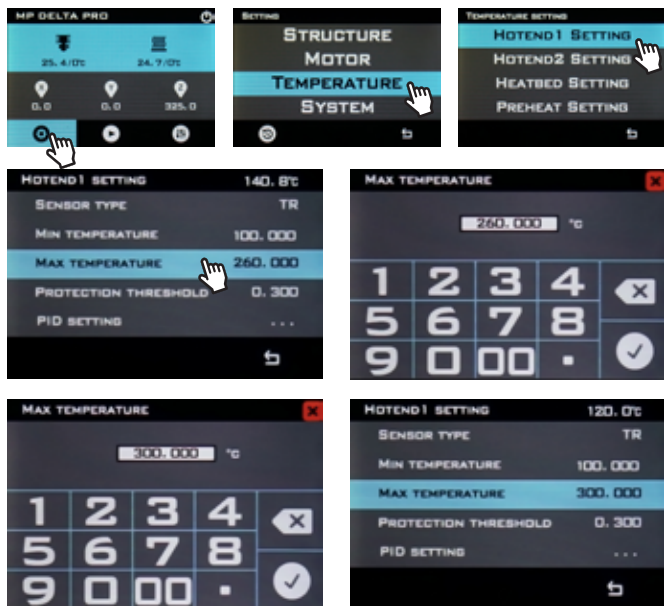 MP DELTA PRO
25.4/0℃
24.7/0℃
X
Y
Z
0.0
0.0
325.0
SETTING
STRUCTURE
MOTOR
TEMPERATURE
SYSTEM
TEMPERATURE SETTING
HOTEND1 SETTING
HOTEND2 SETTING
HEATBED SETTING
PREHEAT SETTING
HOTEND1 SETTING 140.8℃
SENSOR TYPE TR
MIN TEMPERATURE 100.000
MAX TEMPERATURE 260.000
PROTECTION THRESHOLD 0.300
PID SETTING ...
MAX TEMPERATURE
260.000 ℃
1 2 3 4
5 6 7 8
9 0 00 .
MAX TEMPERATURE
300.000 ℃
1 2 3 4
5 6 7 8
9 0 00 .
HOTEND1 SETTING 120.0℃
SENSOR TYPE TR
MIN TEMPERATURE 100.000
MAX TEMPERATURE 300.000
PROTECTION THRESHOLD 0.300
PID SETTING ...